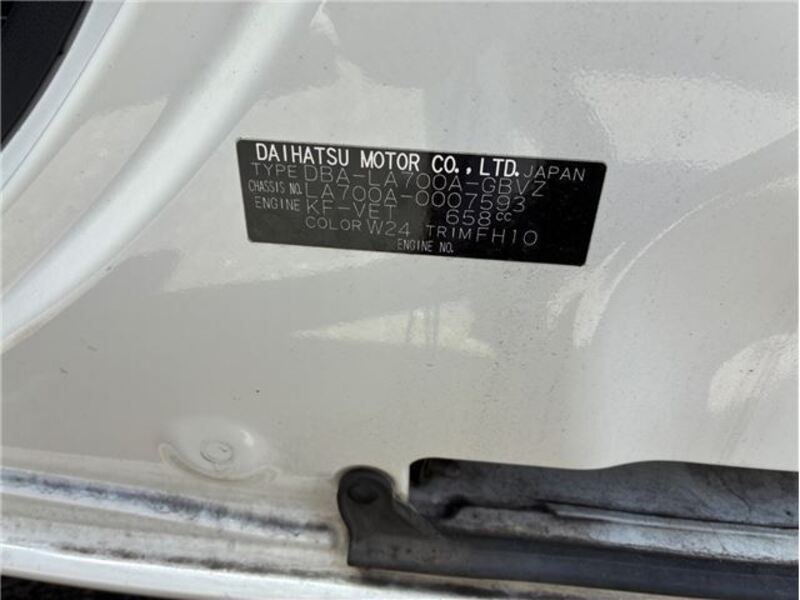 DAIHATSU MOTOR CO., LTD. JAPAN
TYPE DBA-LA700A-GBVZ
CHASSIS NO. LA700A-0007593
ENGINE KF-VET 658cc
COLOR W24 TRIM FH10
ENGINE NO.